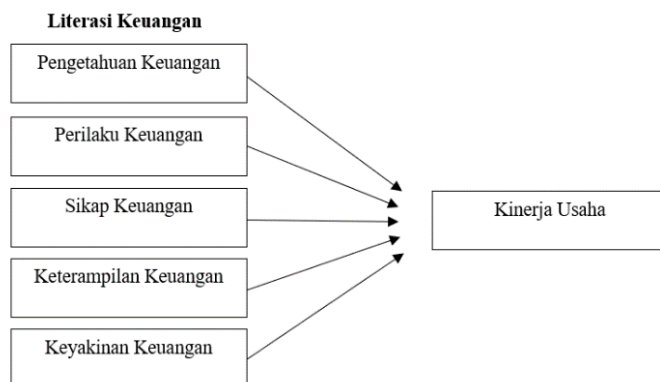 Literasi Keuangan
Pengetahuan Keuangan
Perilaku Keuangan
Sikap Keuangan
Keterampilan Keuangan
Keyakinan Keuangan
Kinerja Usaha